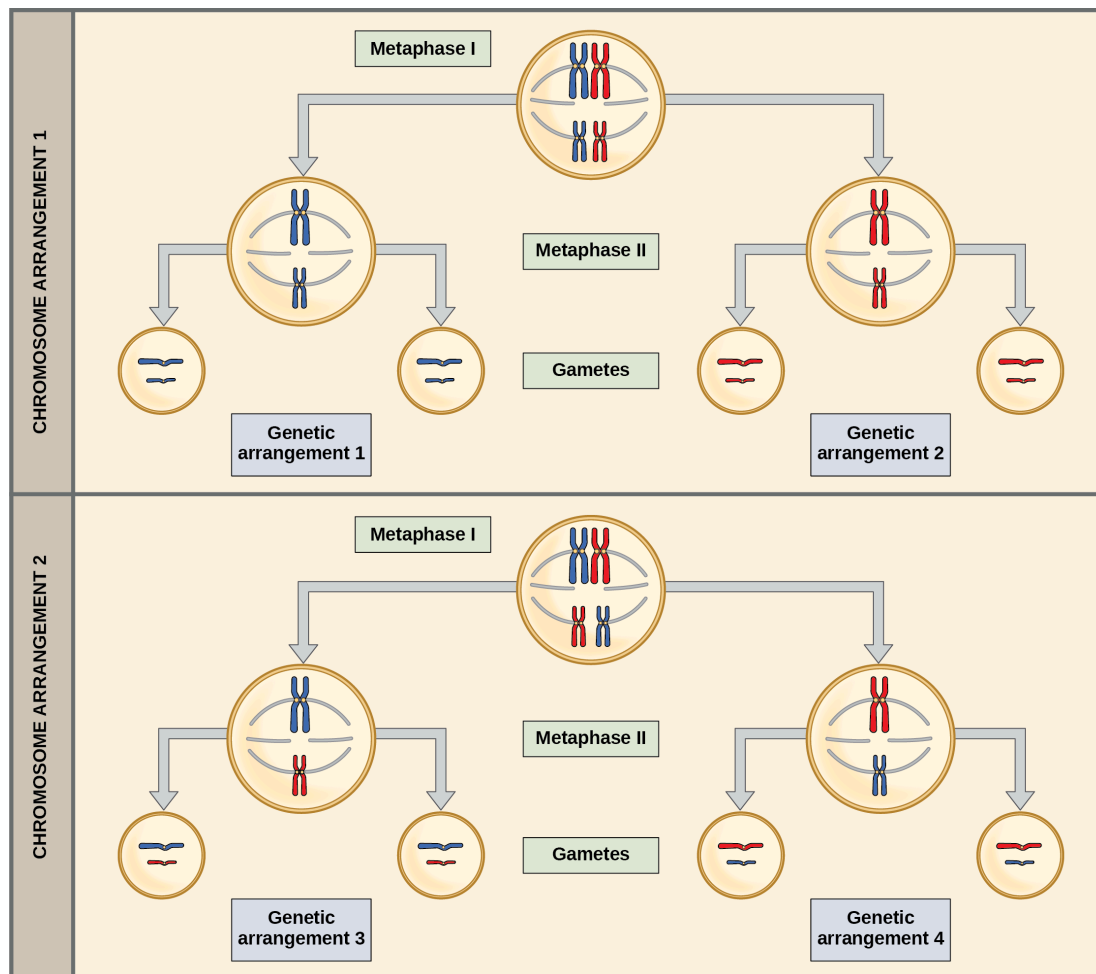 CHROMOSOME ARRANGEMENT 1
Metaphase I
Metaphase II
Gametes
Genetic
arrangement 1
Genetic
arrangement 2
CHROMOSOME ARRANGEMENT 2
Metaphase I
Metaphase II
Gametes
Genetic
arrangement 3
Genetic
arrangement 4